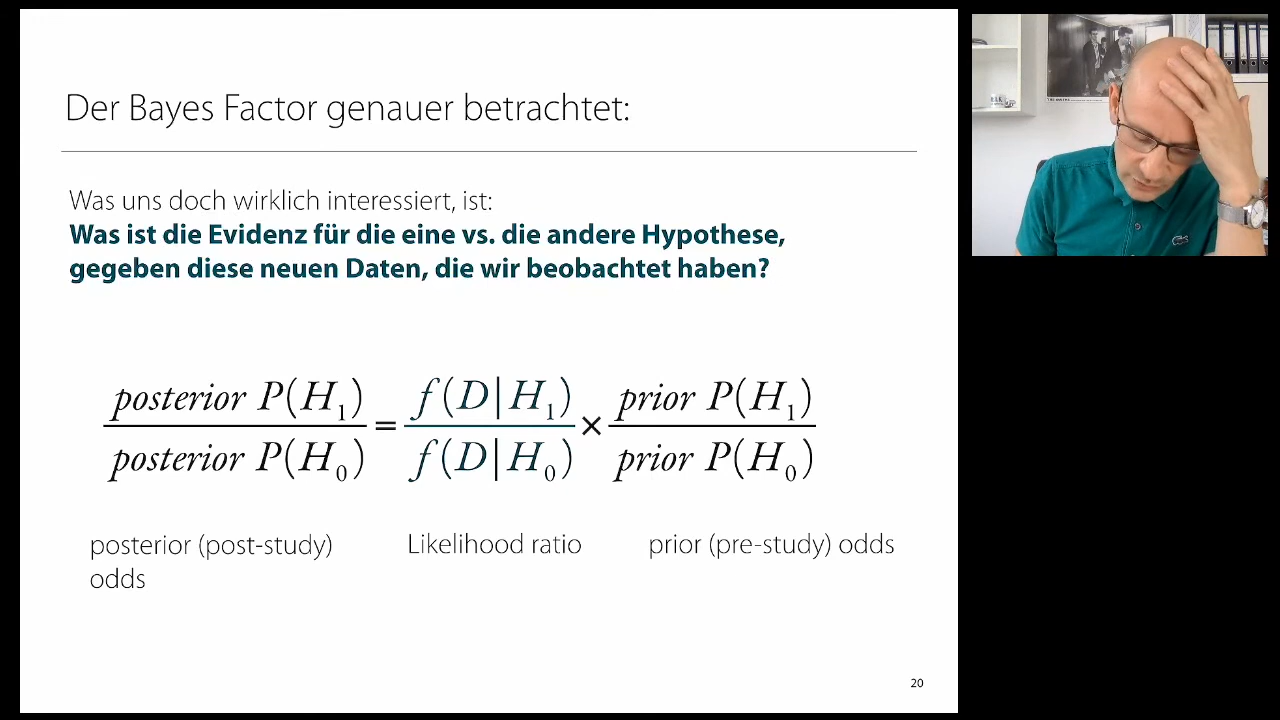 Der Bayes Factor genauer betrachtet:
Was uns doch wirklich interessiert, ist:
Was ist die Evidenz für die eine vs. die andere Hypothese,
gegeben diese neuen Daten, die wir beobachtet haben?
posterior P(H₁) / posterior P(H₀) = f(D|H₁) / f(D|H₀) × prior P(H₁) / prior P(H₀)
posterior (post-study)
odds
Likelihood ratio
prior (pre-study) odds
20